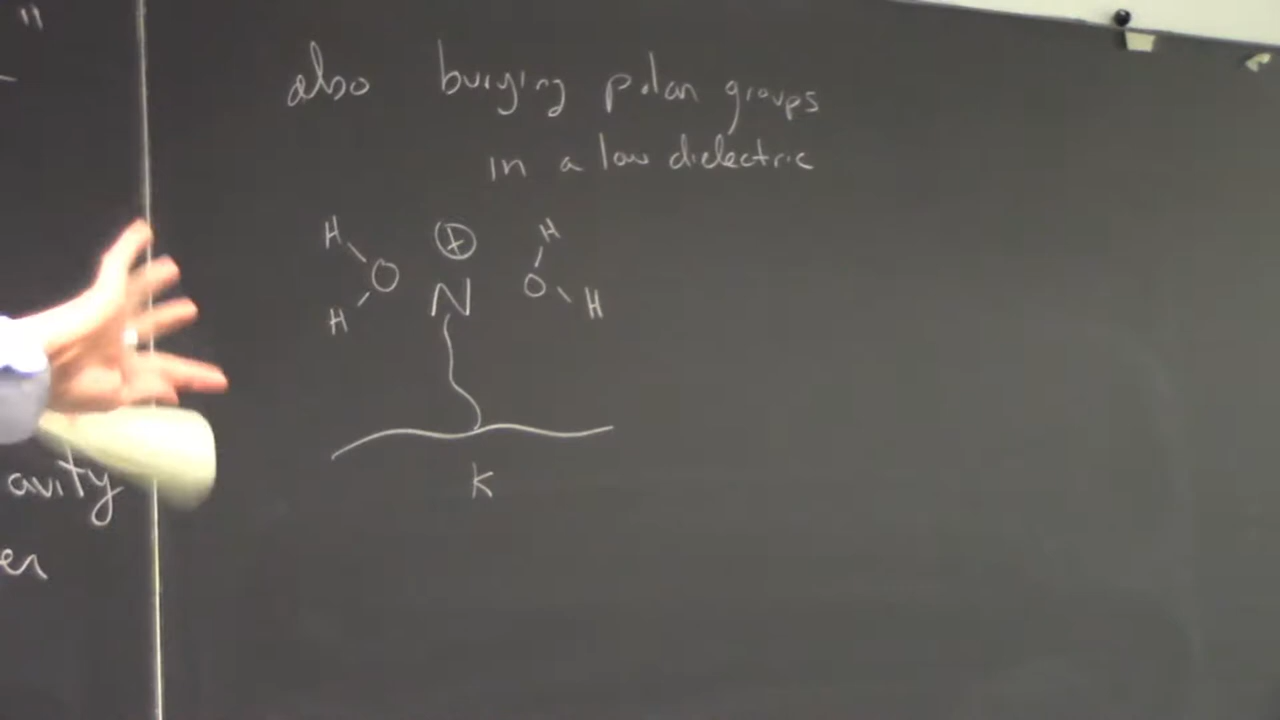 "
also burying polar groups
in a low dielectric
H ⊕ H
O N O
H H
K
avity
er